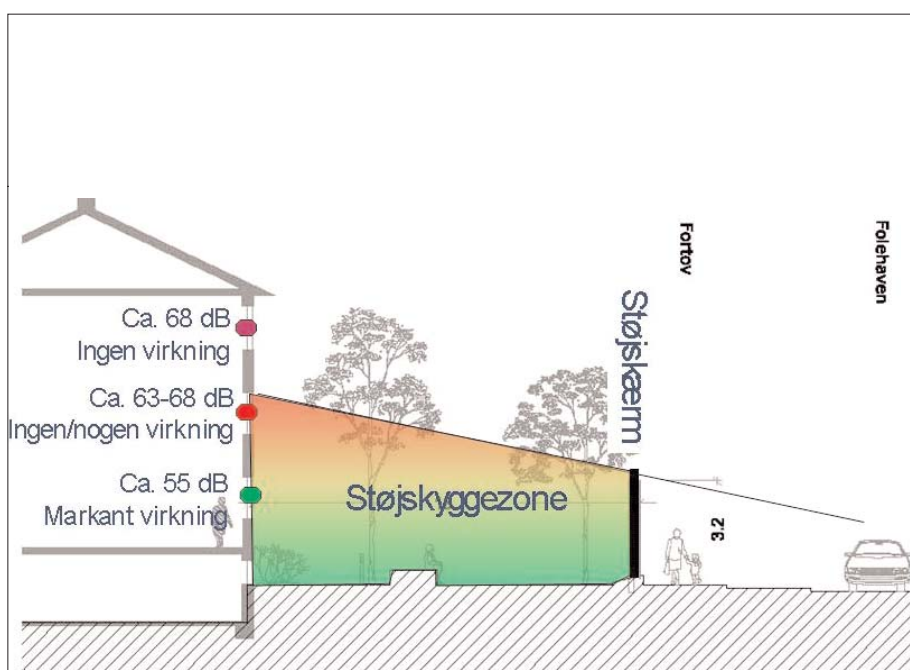 Ca. 68 dB
Ingen virkning
Ca. 63-68 dB
Ingen/nogen virkning
Ca. 55 dB
Markant virkning
Støjskyggezone
Støjskærm
Fortov
3.2
Folehaven